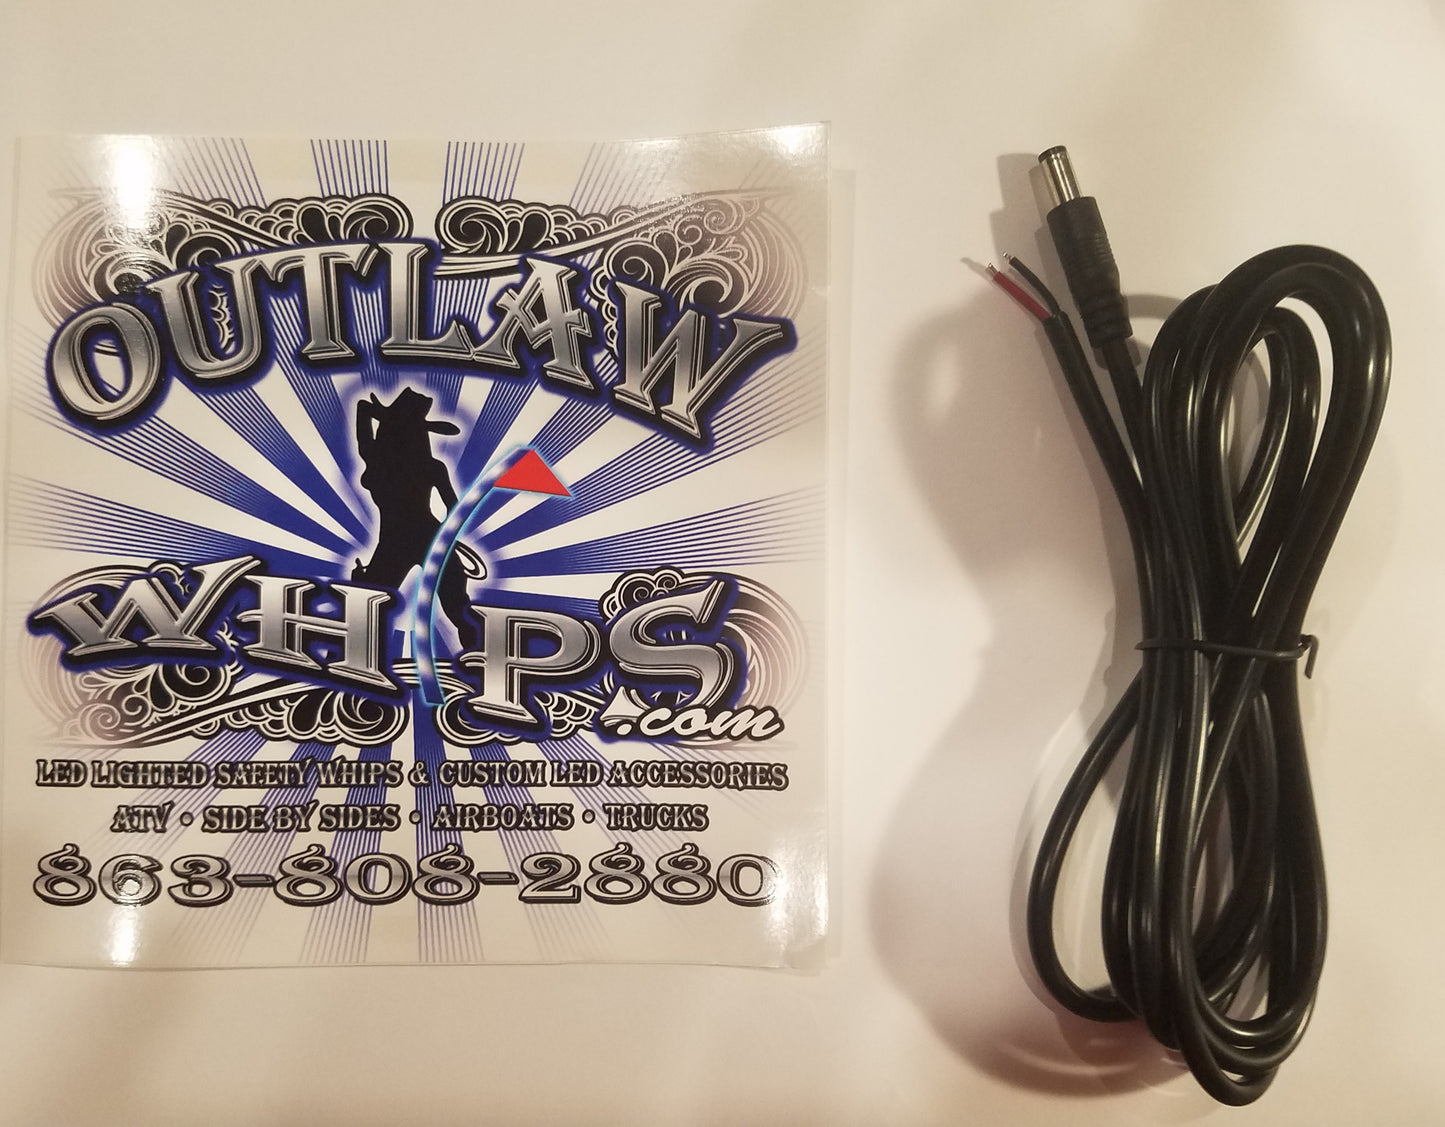 OUTLAW
WHIPS
.com
LED LIGHTED SAFETY WHIPS & CUSTOM LED ACCESSORIES
ATV • SIDE BY SIDES • AIRBOATS • TRUCKS
863-808-2880